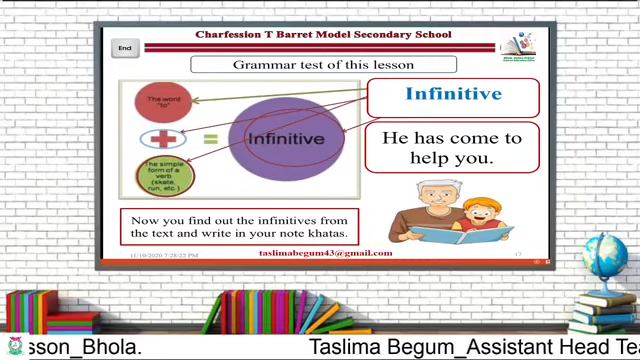 Charfession T Barret Model Secondary School
End
Grammar test of this lesson
The word
"to"
Infinitive
The simple
form of a
verb
(skate,
run, etc.)
Infinitive
He has come to
help you.
Now you find out the infinitives from
the text and write in your note khatas.
11/10/2020 7:28:22 PM
taslimabegum43@gmail.com
17
sson_Bhola.
Taslima Begum_Assistant Head Tea